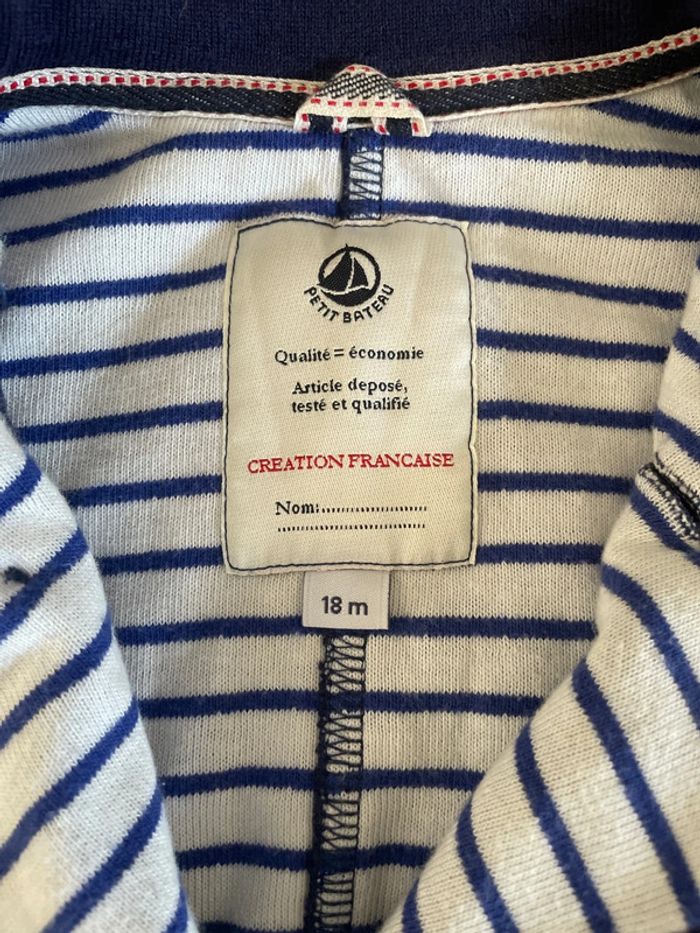 PETIT BATEAU
Qualité = économie
Article deposé,
testé et qualifié
CREATION FRANCAISE
Nom:....................
..............................
18 m